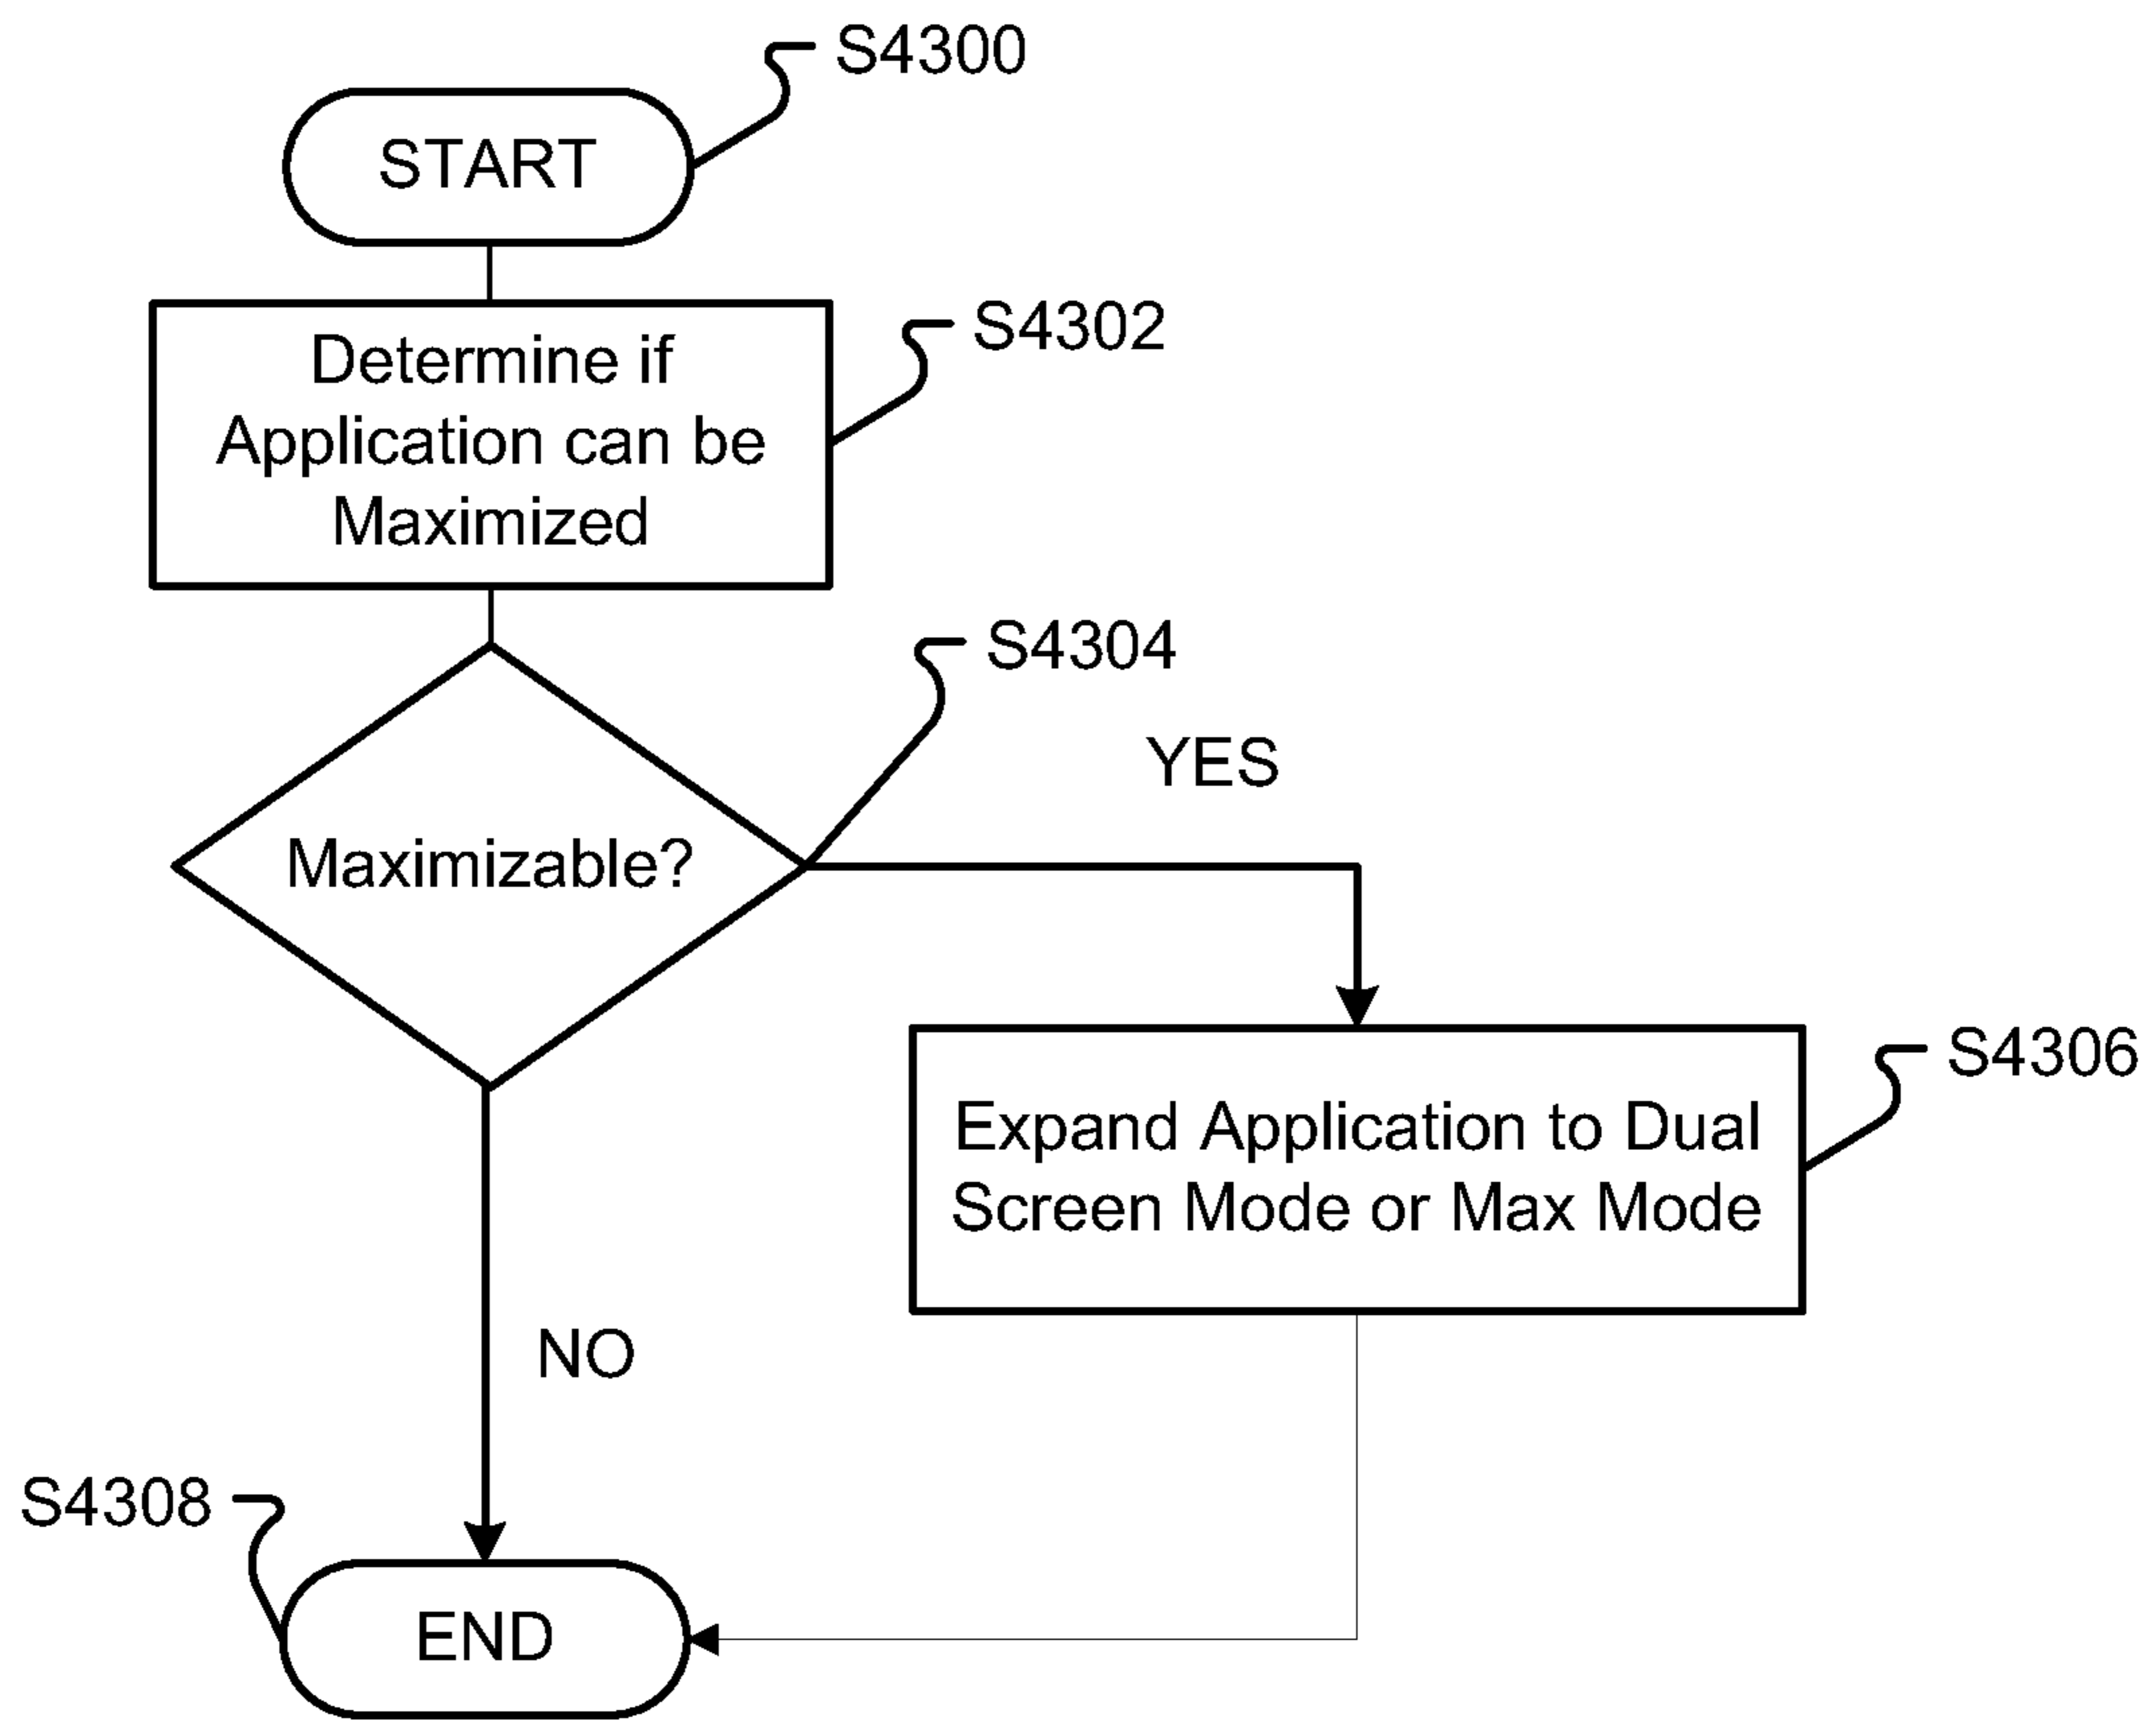 S4300
START
S4302
Determine if
Application can be
Maximized
S4304
YES
Maximizable?
S4306
Expand Application to Dual
Screen Mode or Max Mode
NO
S4308
END